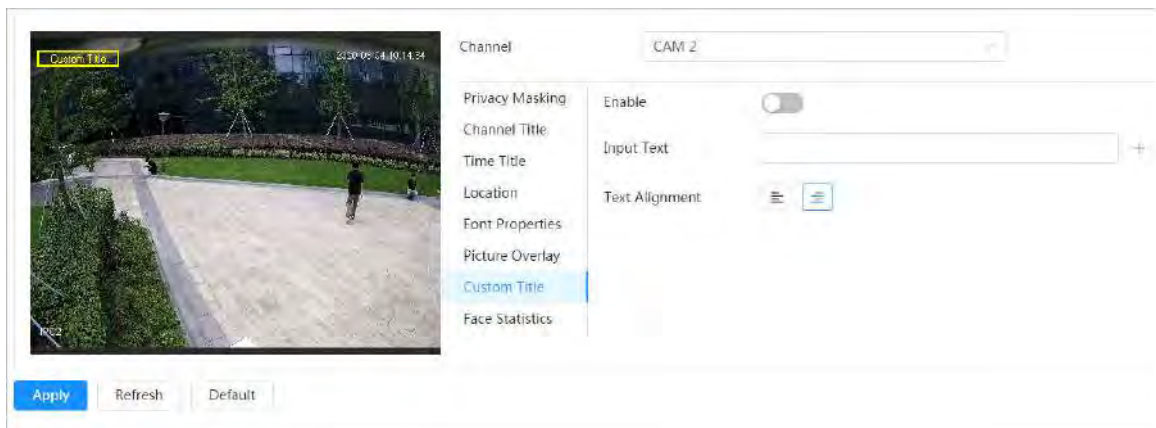 Custom Title
Channel
CAM 2
Privacy Masking
Channel Title
Time Title
Location
Font Properties
Picture Overlay
Custom Title
Face Statistics
Enable
Input Text
Text Alignment
IPC2
Apply
Refresh
Default